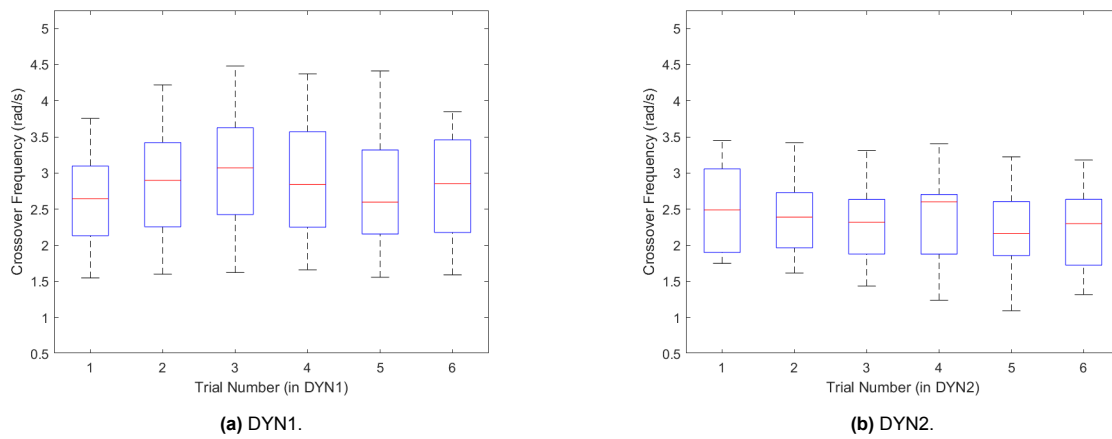 5
4.5
4
3.5
3
2.5
2
1.5
1
0.5
Crossover Frequency (rad/s)
1 2 3 4 5 6
Trial Number (in DYN1)
(a) DYN1.
5
4.5
4
3.5
3
2.5
2
1.5
1
0.5
Crossover Frequency (rad/s)
1 2 3 4 5 6
Trial Number (in DYN2)
(b) DYN2.